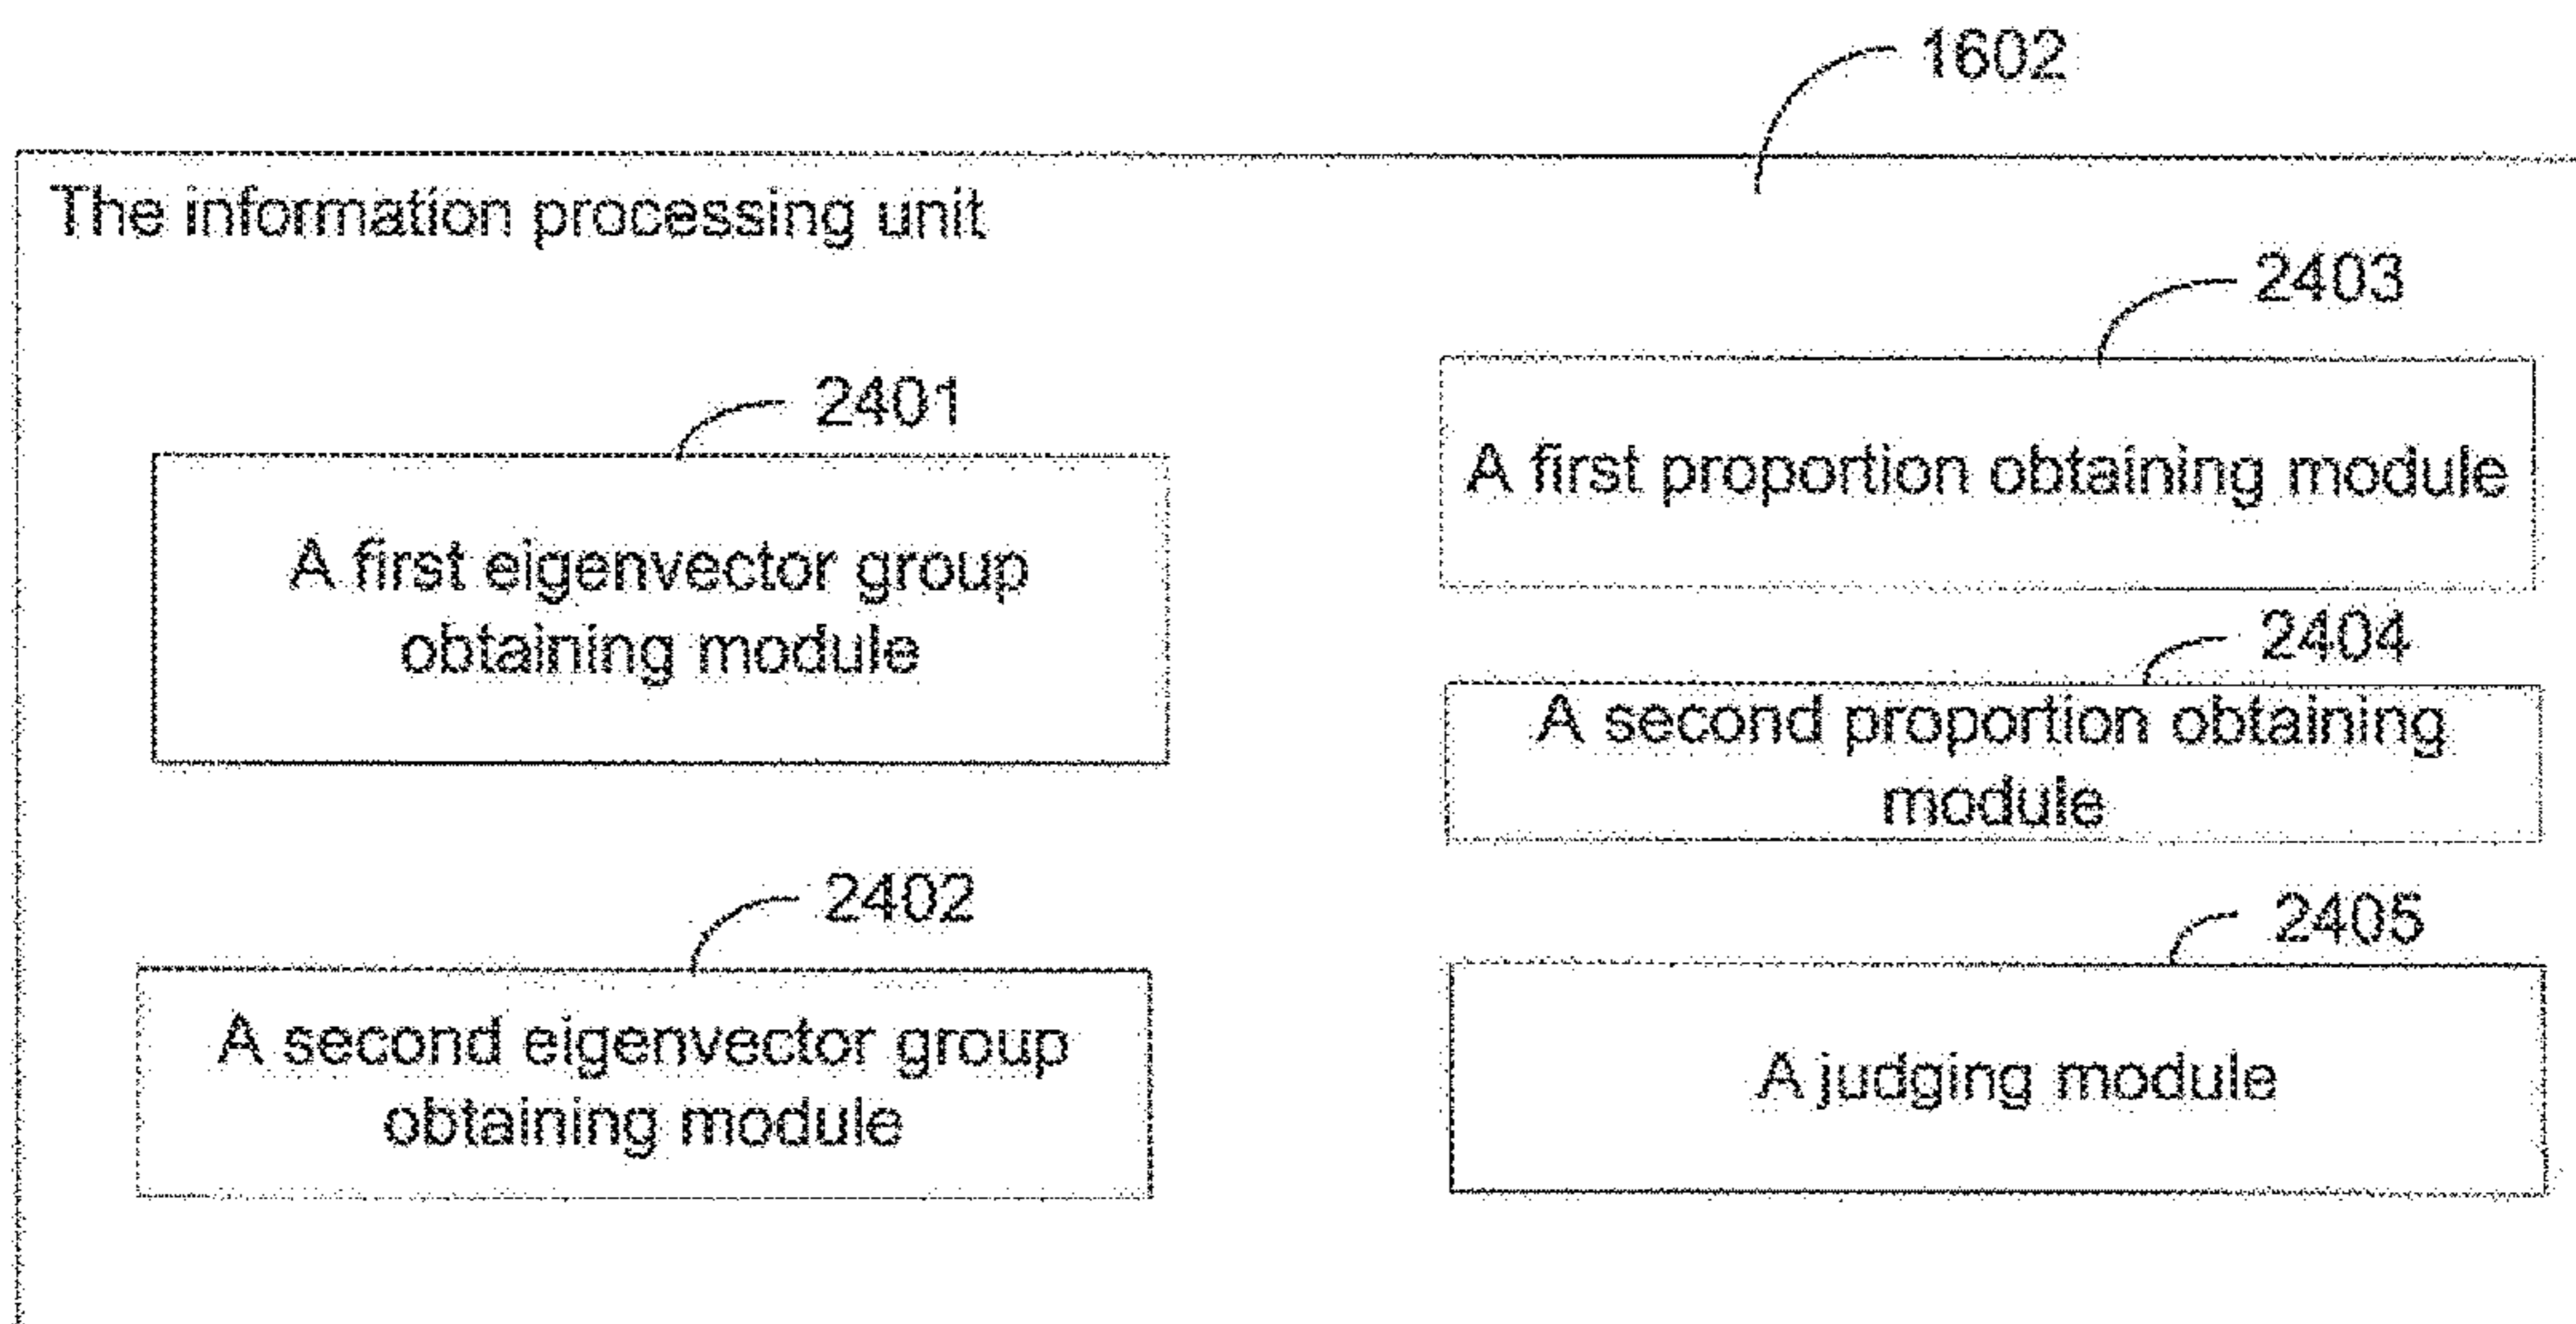 1602
The information processing unit
2401
A first eigenvector group
obtaining module
2402
A second eigenvector group
obtaining module
2403
A first proportion obtaining module
2404
A second proportion obtaining
module
2405
A judging module